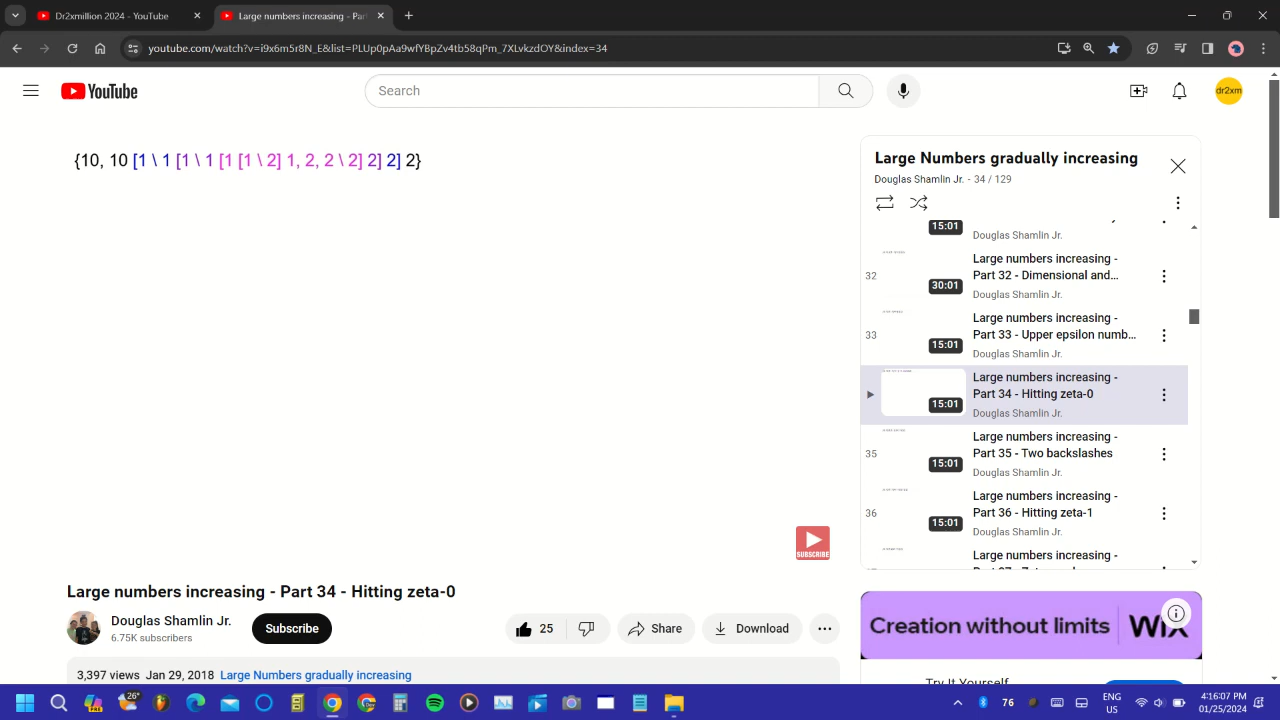 Dr2xmillion 2024 - YouTube
Large numbers increasing - Par
youtube.com/watch?v=i9x6m5r8N_E&list=PLUp0pAa9wfYBpZv4tb58qPm_7XLvkzdOY&index=34
YouTube
Search
dr2xm
{10, 10 [1 \ 1 [1 \ 1 [1 [1 \ 2] 1, 2, 2 \ 2] 2] 2] 2}
SUBSCRIBE
Large numbers increasing - Part 34 - Hitting zeta-0
Douglas Shamlin Jr.
6.75K subscribers
Subscribe
25
Share
Download
3,397 views Jan 29, 2018 Large Numbers gradually increasing
Large Numbers gradually increasing
Douglas Shamlin Jr. - 34 / 129
15:01
Douglas Shamlin Jr.
32
30:01
Large numbers increasing -
Part 32 - Dimensional and...
Douglas Shamlin Jr.
33
15:01
Large numbers increasing -
Part 33 - Upper epsilon numb...
Douglas Shamlin Jr.
15:01
Large numbers increasing -
Part 34 - Hitting zeta-0
Douglas Shamlin Jr.
35
15:01
Large numbers increasing -
Part 35 - Two backslashes
Douglas Shamlin Jr.
36
15:01
Large numbers increasing -
Part 36 - Hitting zeta-1
Douglas Shamlin Jr.
Large numbers increasing -
Creation without limits
WIX
Try It Yourself
26°
PRE
76
ENG
US
4:16:07 PM
01/25/2024